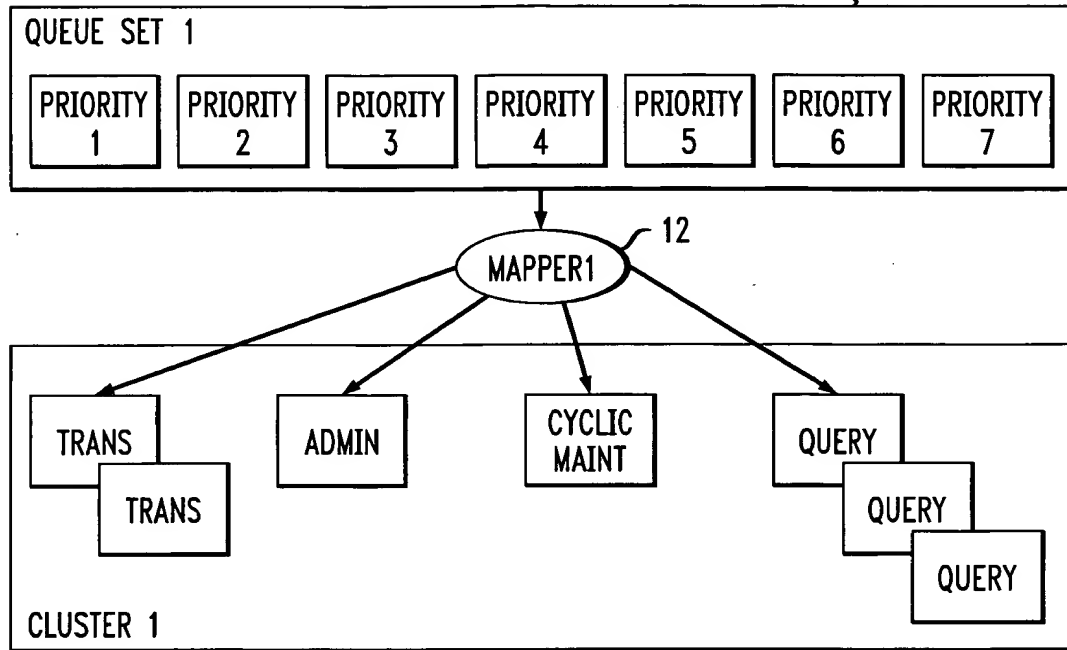 QUEUE SET 1
PRIORITY
1
PRIORITY
2
PRIORITY
3
PRIORITY
4
PRIORITY
5
PRIORITY
6
PRIORITY
7
12
MAPPER1
TRANS
TRANS
ADMIN
CYCLIC
MAINT
QUERY
QUERY
QUERY
CLUSTER 1